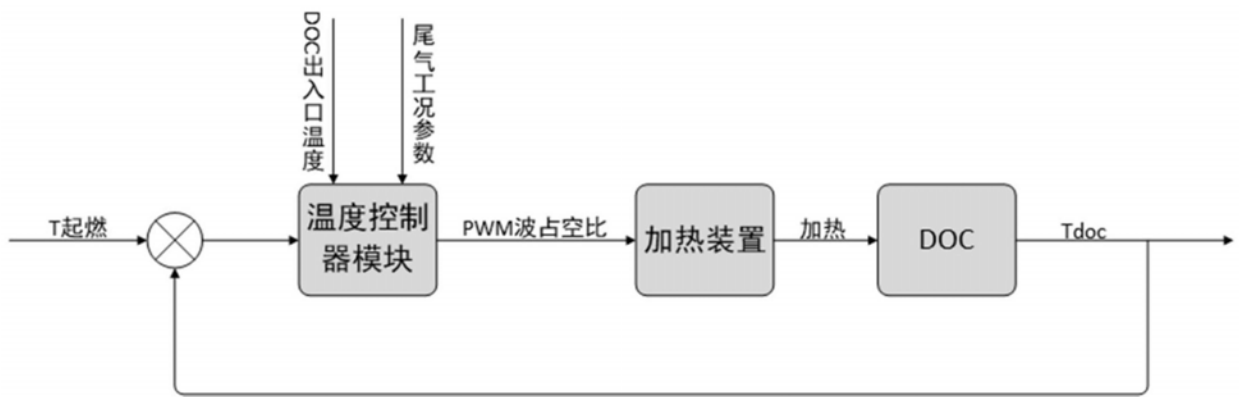 DOC出入口温度
尾气工况参数
T起燃
温度控制
器模块
PWM波占空比
加热装置
加热
DOC
Tdoc